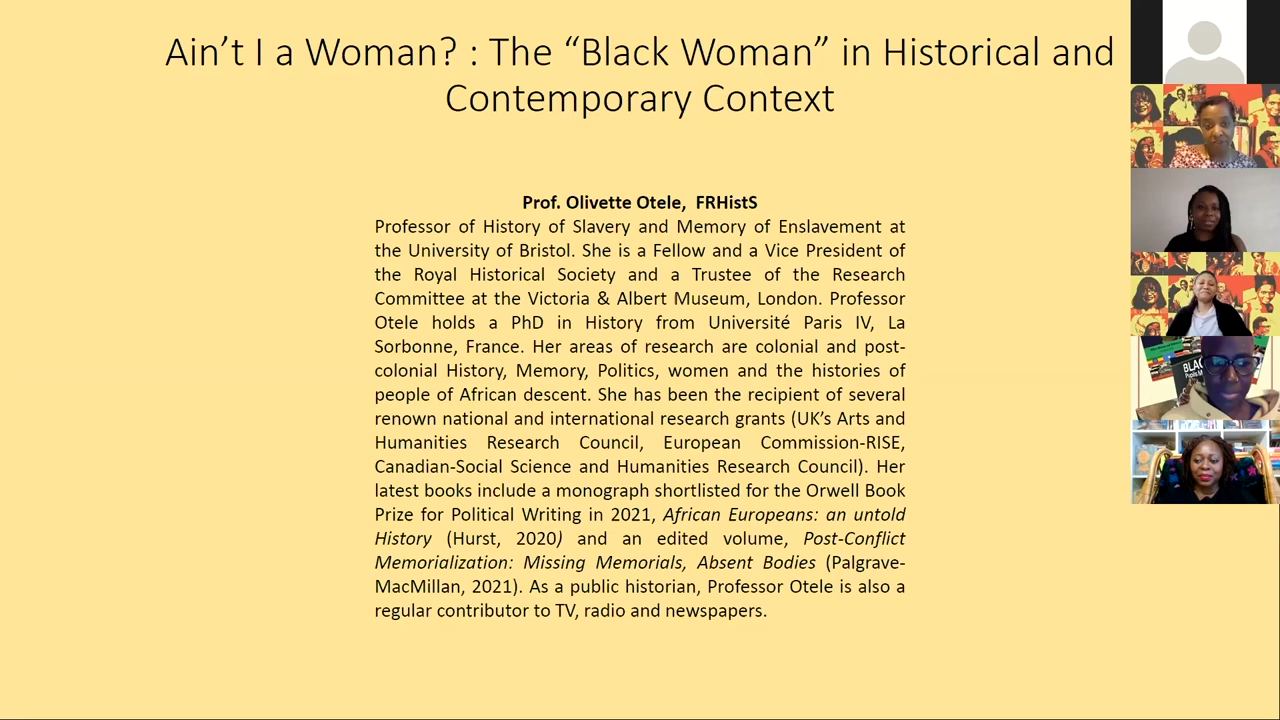 Ain’t I a Woman? : The “Black Woman” in Historical and
Contemporary Context
Prof. Olivette Otele, FRHistS
Professor of History of Slavery and Memory of Enslavement at
the University of Bristol. She is a Fellow and a Vice President of
the Royal Historical Society and a Trustee of the Research
Committee at the Victoria & Albert Museum, London. Professor
Otele holds a PhD in History from Université Paris IV, La
Sorbonne, France. Her areas of research are colonial and post-
colonial History, Memory, Politics, women and the histories of
people of African descent. She has been the recipient of several
renown national and international research grants (UK’s Arts and
Humanities Research Council, European Commission-RISE,
Canadian-Social Science and Humanities Research Council). Her
latest books include a monograph shortlisted for the Orwell Book
Prize for Political Writing in 2021, African Europeans: an untold
History (Hurst, 2020) and an edited volume, Post-Conflict
Memorialization: Missing Memorials, Absent Bodies (Palgrave-
MacMillan, 2021). As a public historian, Professor Otele is also a
regular contributor to TV, radio and newspapers.